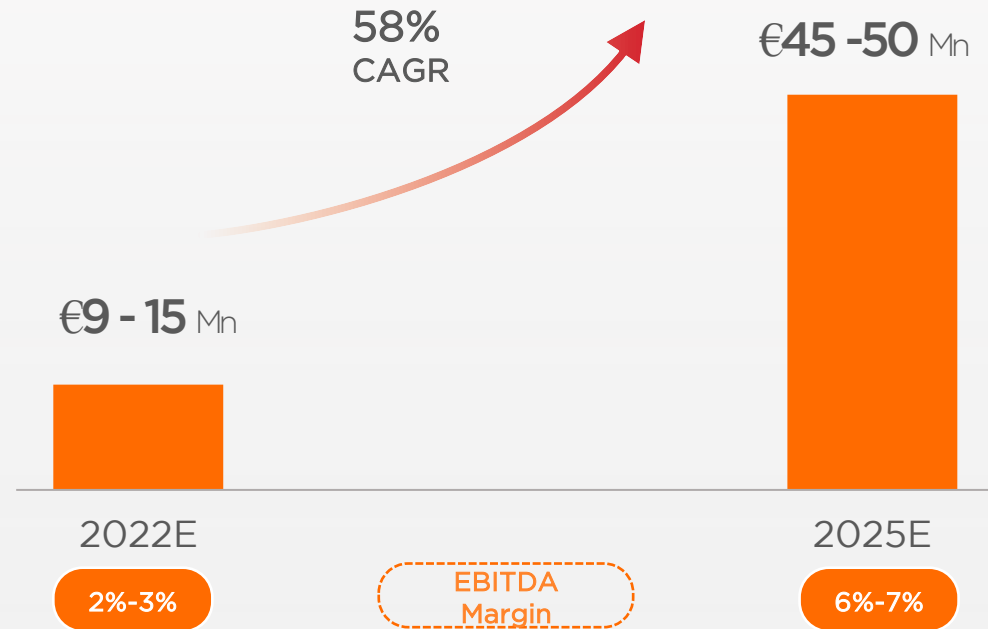 58%
CAGR
€45 -50 Mn
€9 - 15 Mn
2022E
2025E
EBITDA
Margin
2%-3%
6%-7%